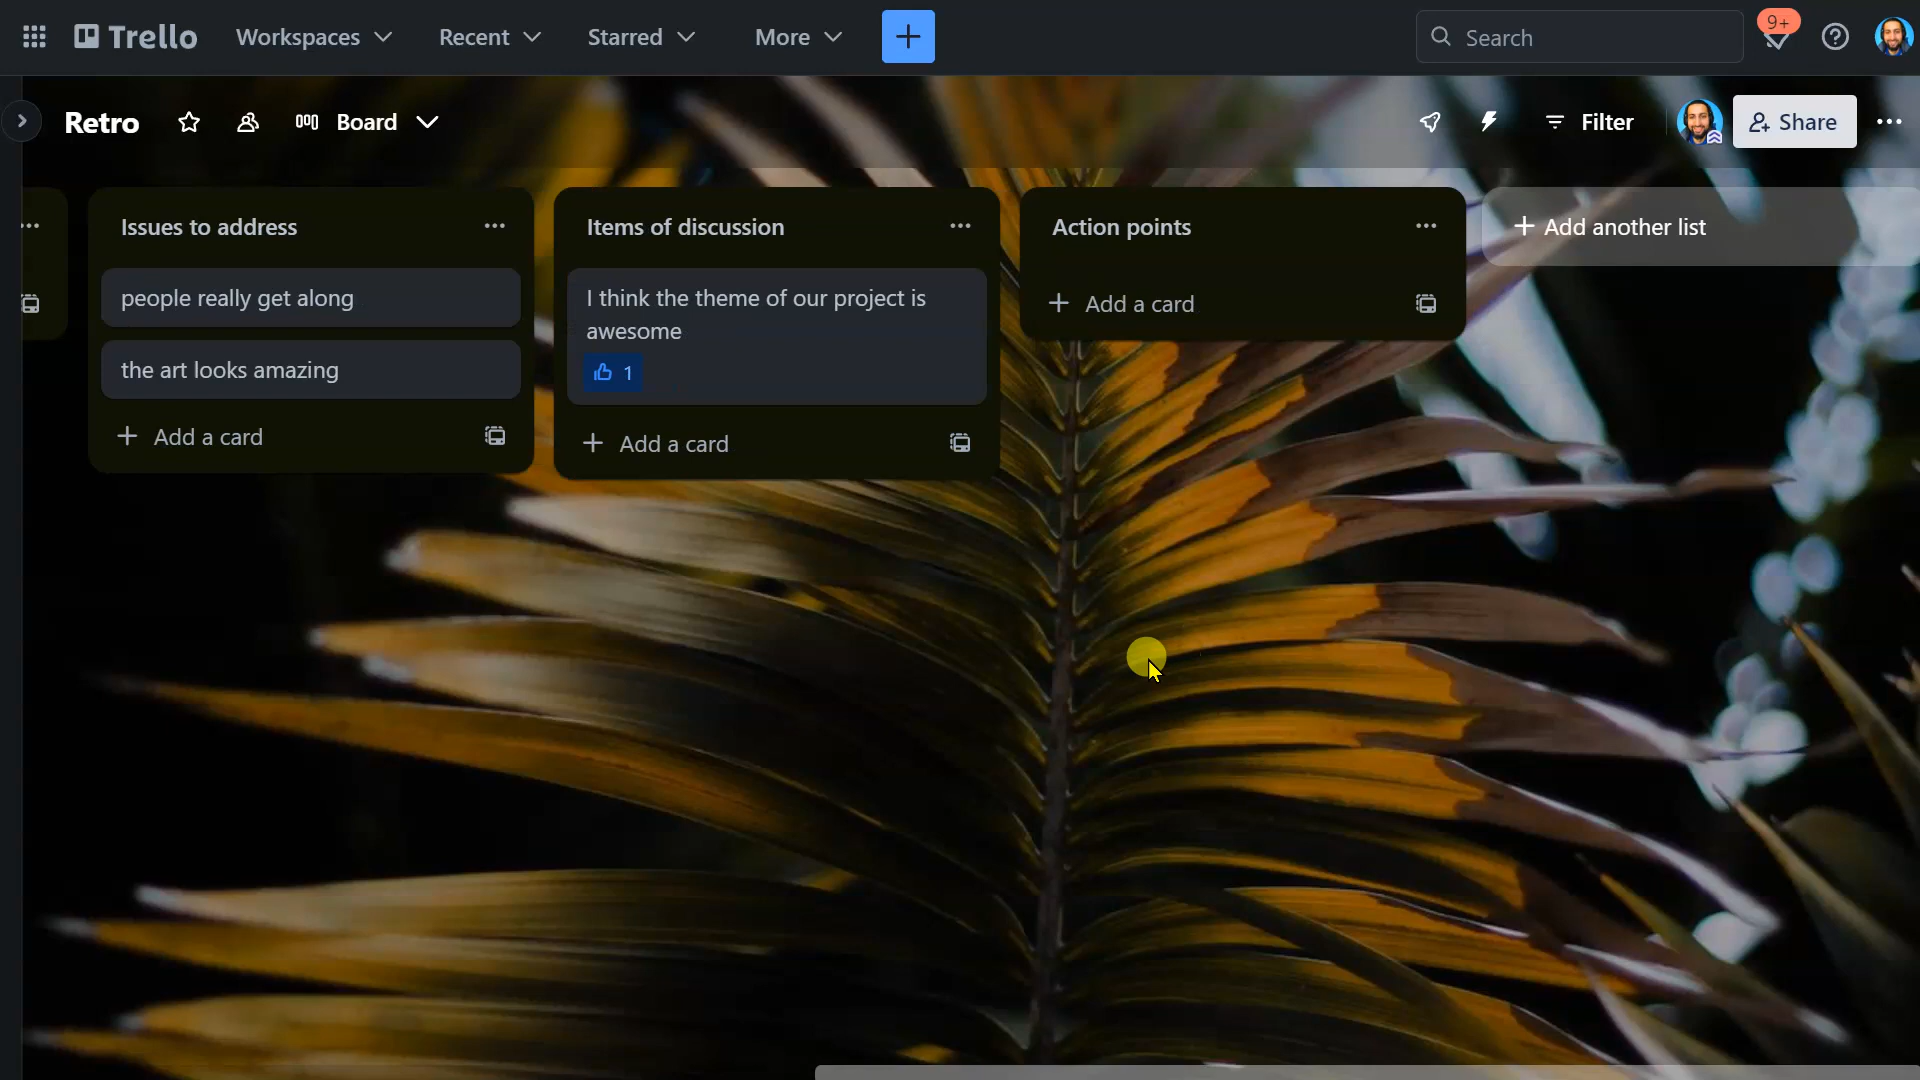 Trello
Workspaces
Recent
Starred
More
Search
9+
Retro
Board
Filter
Share
Issues to address
people really get along
the art looks amazing
Add a card
Items of discussion
I think the theme of our project is
awesome
1
Add a card
Action points
Add a card
Add another list